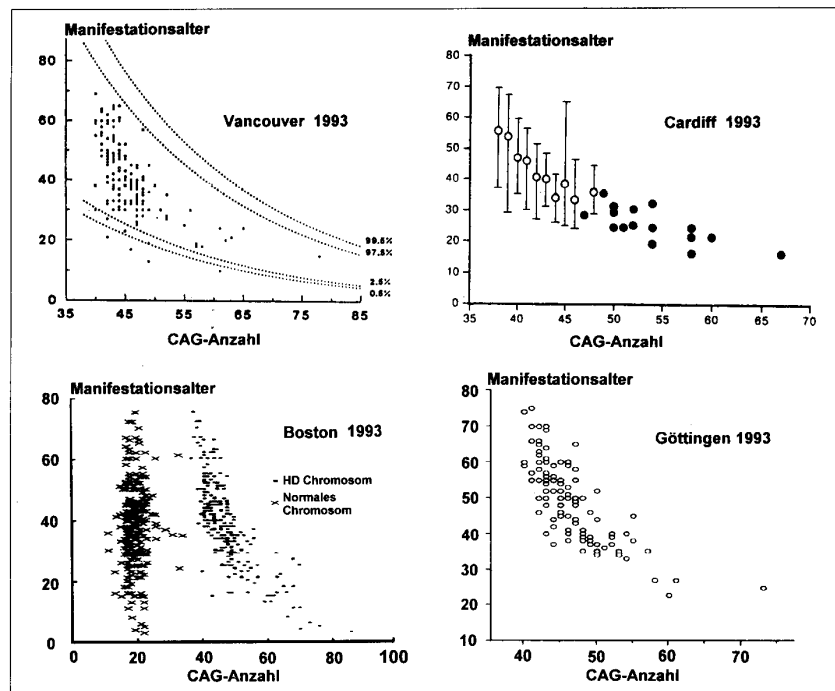 Manifestationsalter
80
60
40
20
0
35 45 55 65 75 85
CAG-Anzahl
Vancouver 1993
99.5%
97.5%
2.5%
0.5%
Manifestationsalter
80
70
60
50
40
30
20
10
0
35 40 45 50 55 60 65 70
CAG-Anzahl
Cardiff 1993
Manifestationsalter
80
60
40
20
0
0 20 40 60 80 100
CAG-Anzahl
Boston 1993
HD Chromosom
Normales
Chromosom
Manifestationsalter
80
70
60
50
40
30
20
10
40 50 60 70
CAG-Anzahl
Göttingen 1993